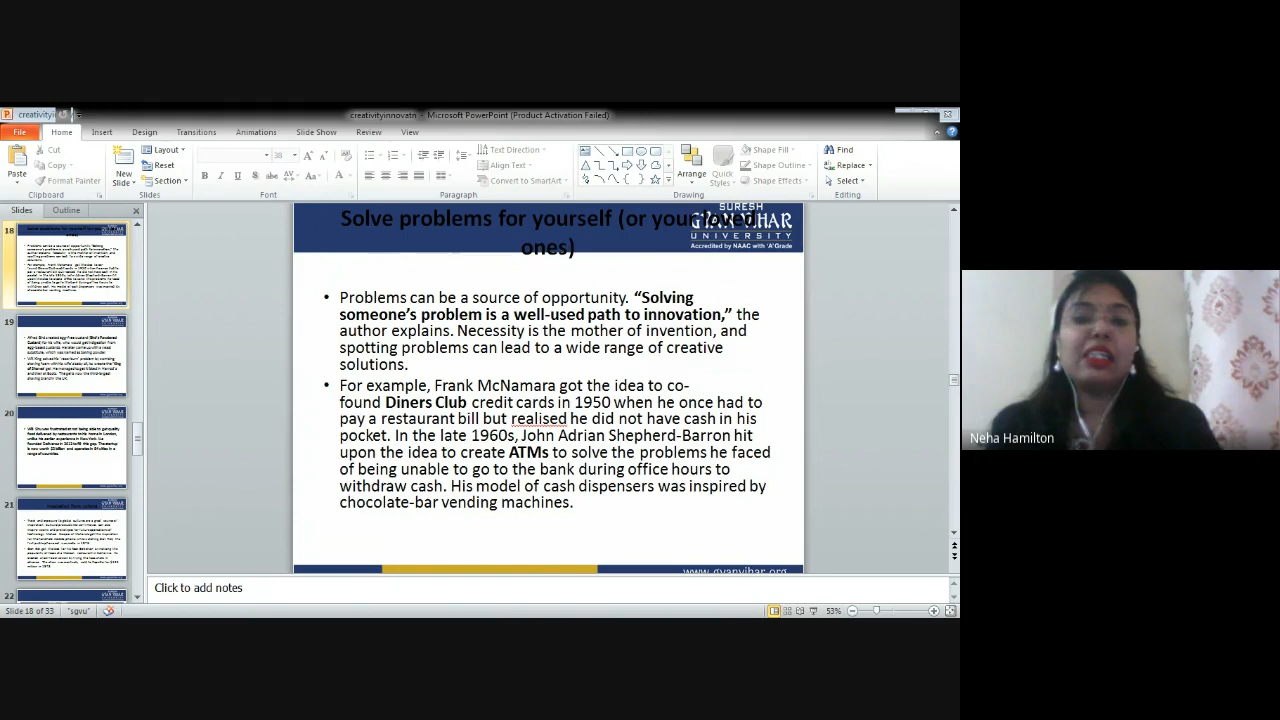 creativityinnovatn - Microsoft PowerPoint (Product Activation Failed)
File Home Insert Design Transitions Animations Slide Show Review View
Paste
Cut
Copy
Format Painter
Clipboard
New Slide
Layout
Reset
Section
Slides
38
Font
Text Direction
Align Text
Convert to SmartArt
Paragraph
Arrange
Quick Styles
Shape Fill
Shape Outline
Shape Effects
Drawing
Find
Replace
Select
Editing
Slides Outline
18
19
20
21
22
Solve problems for yourself (or your loved
ones)
SURESH
GYAN VIHAR
UNIVERSITY
Accredited by NAAC with 'A'Grade
• Problems can be a source of opportunity. “Solving
someone’s problem is a well-used path to innovation,” the
author explains. Necessity is the mother of invention, and
spotting problems can lead to a wide range of creative
solutions.
• For example, Frank McNamara got the idea to co-
found Diners Club credit cards in 1950 when he once had to
pay a restaurant bill but realised he did not have cash in his
pocket. In the late 1960s, John Adrian Shepherd-Barron hit
upon the idea to create ATMs to solve the problems he faced
of being unable to go to the bank during office hours to
withdraw cash. His model of cash dispensers was inspired by
chocolate-bar vending machines.
www.gyanvihar.org
Click to add notes
Slide 18 of 33 "sgvu" 53%
Neha Hamilton